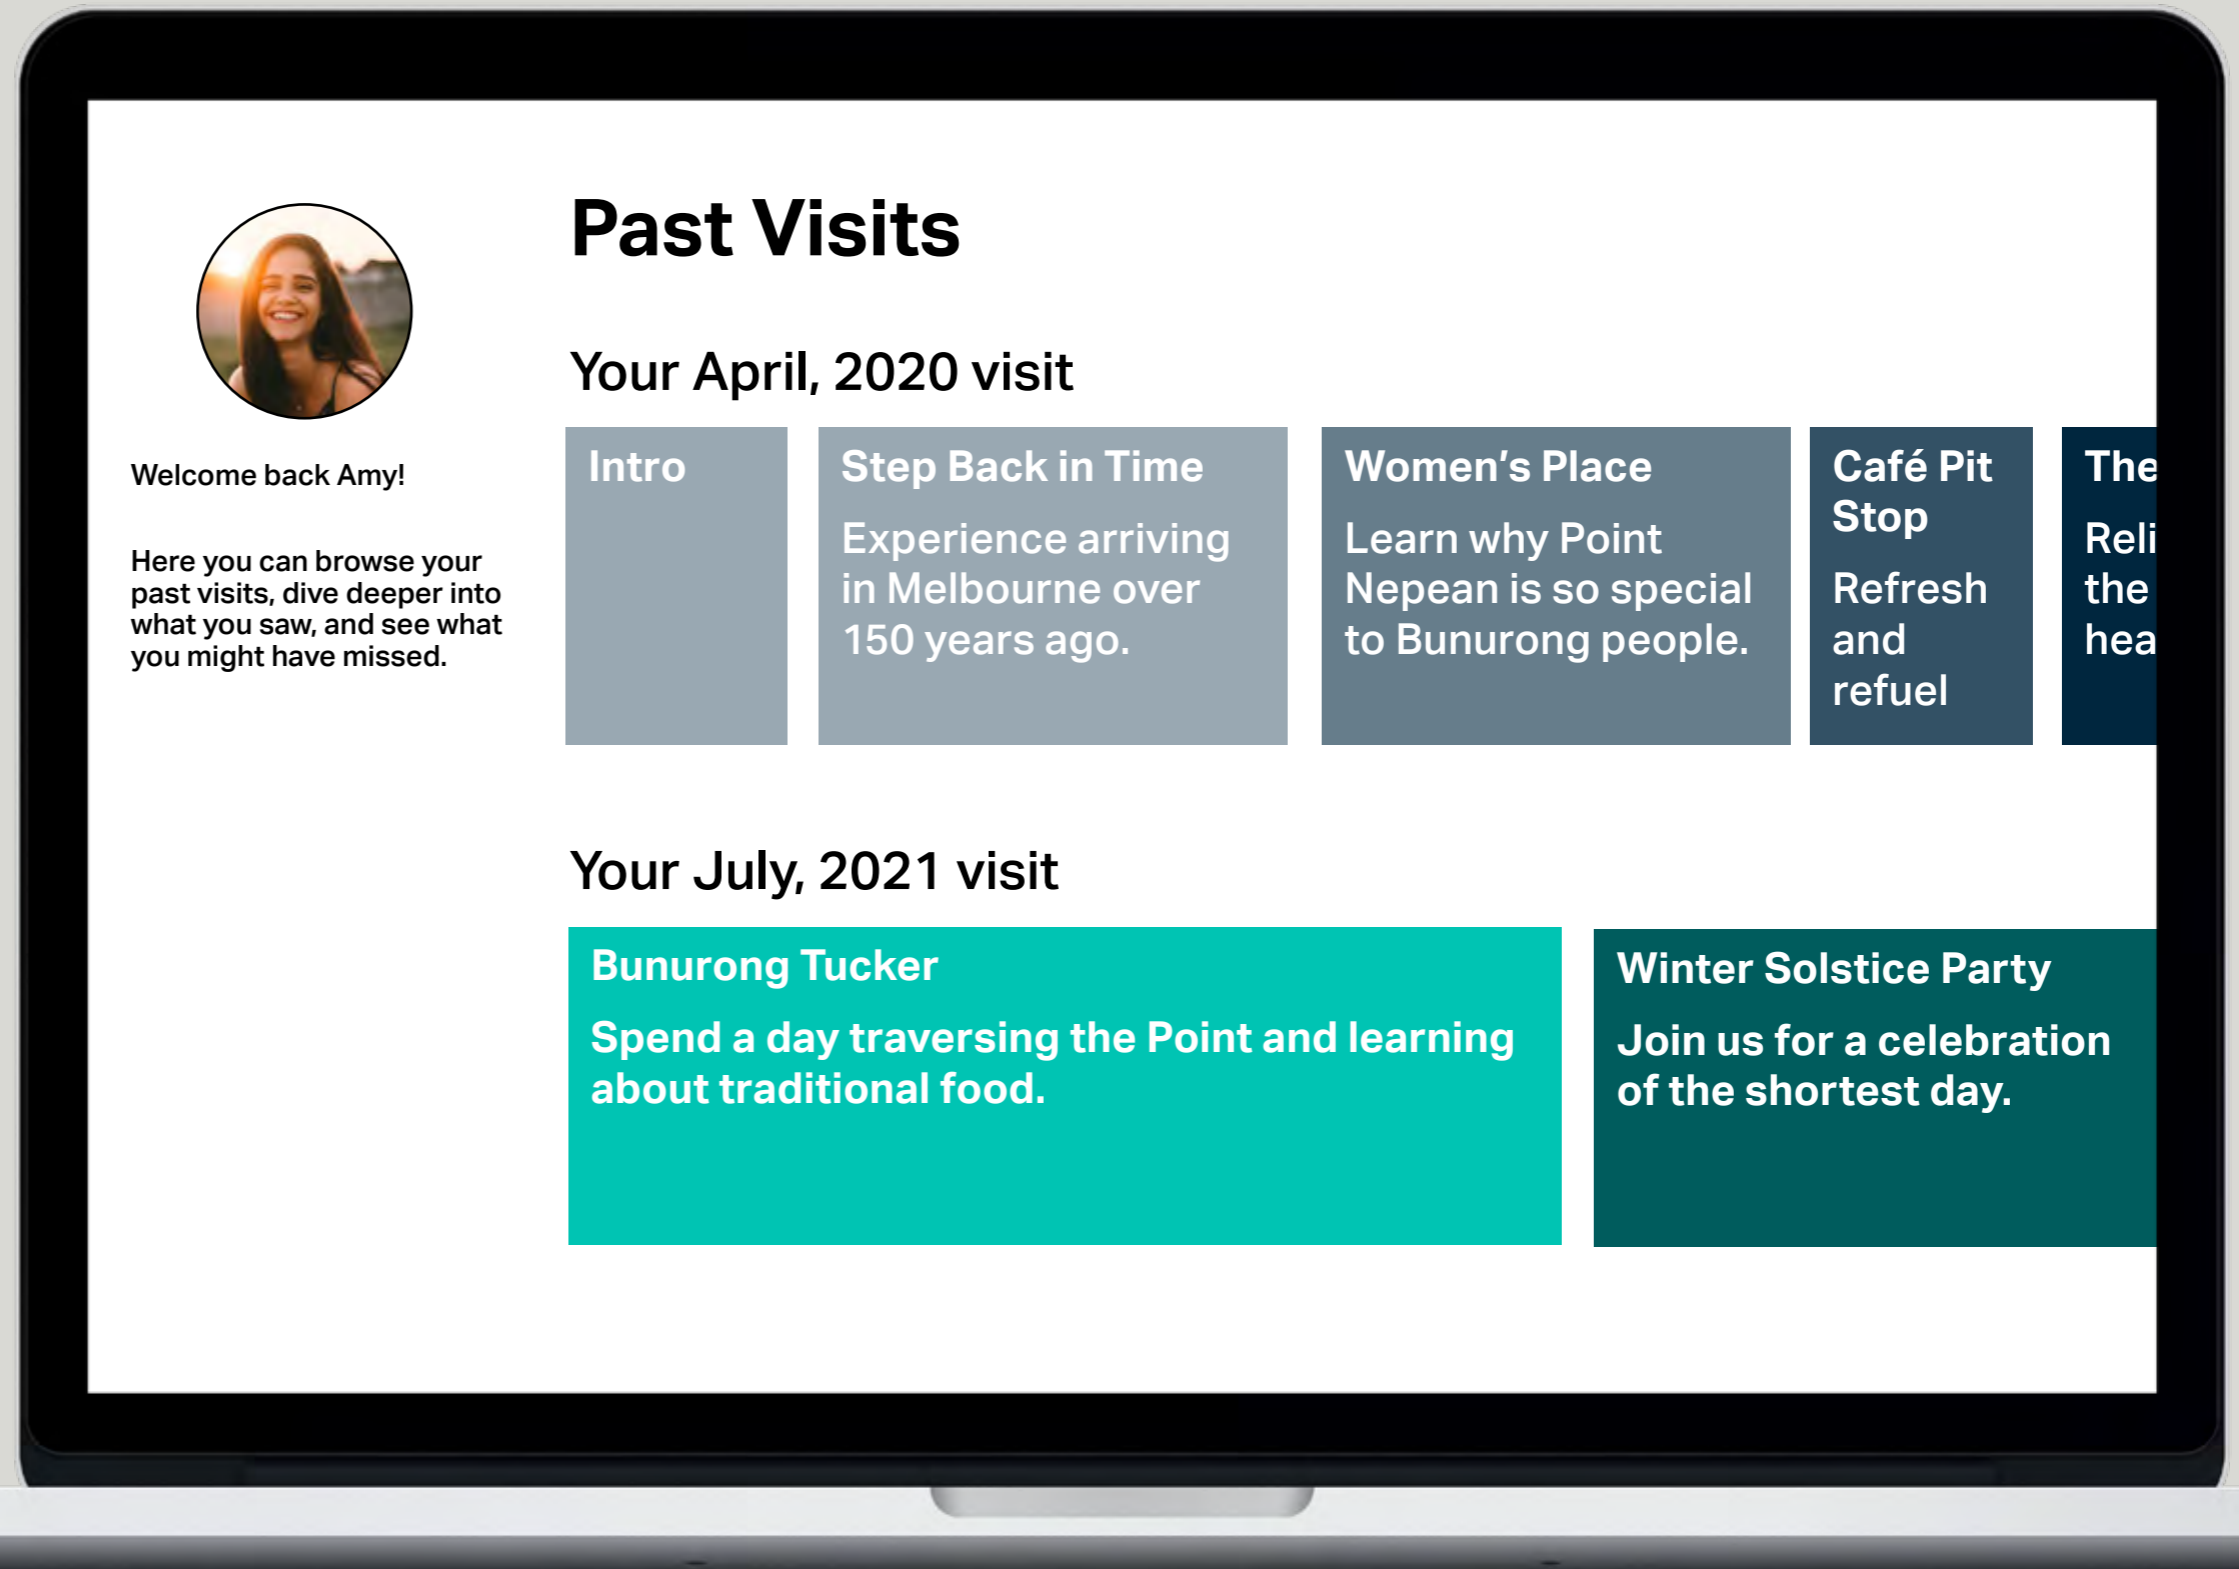 Past Visits
Welcome back Amy!
Here you can browse your
past visits, dive deeper into
what you saw, and see what
you might have missed.
Your April, 2020 visit
Intro
Step Back in Time
Experience arriving
in Melbourne over
150 years ago.
Women's Place
Learn why Point
Nepean is so special
to Bunurong people.
Café Pit
Stop
Refresh
and
refuel
The
Reli
the
hea
Your July, 2021 visit
Bunurong Tucker
Spend a day traversing the Point and learning
about traditional food.
Winter Solstice Party
Join us for a celebration
of the shortest day.